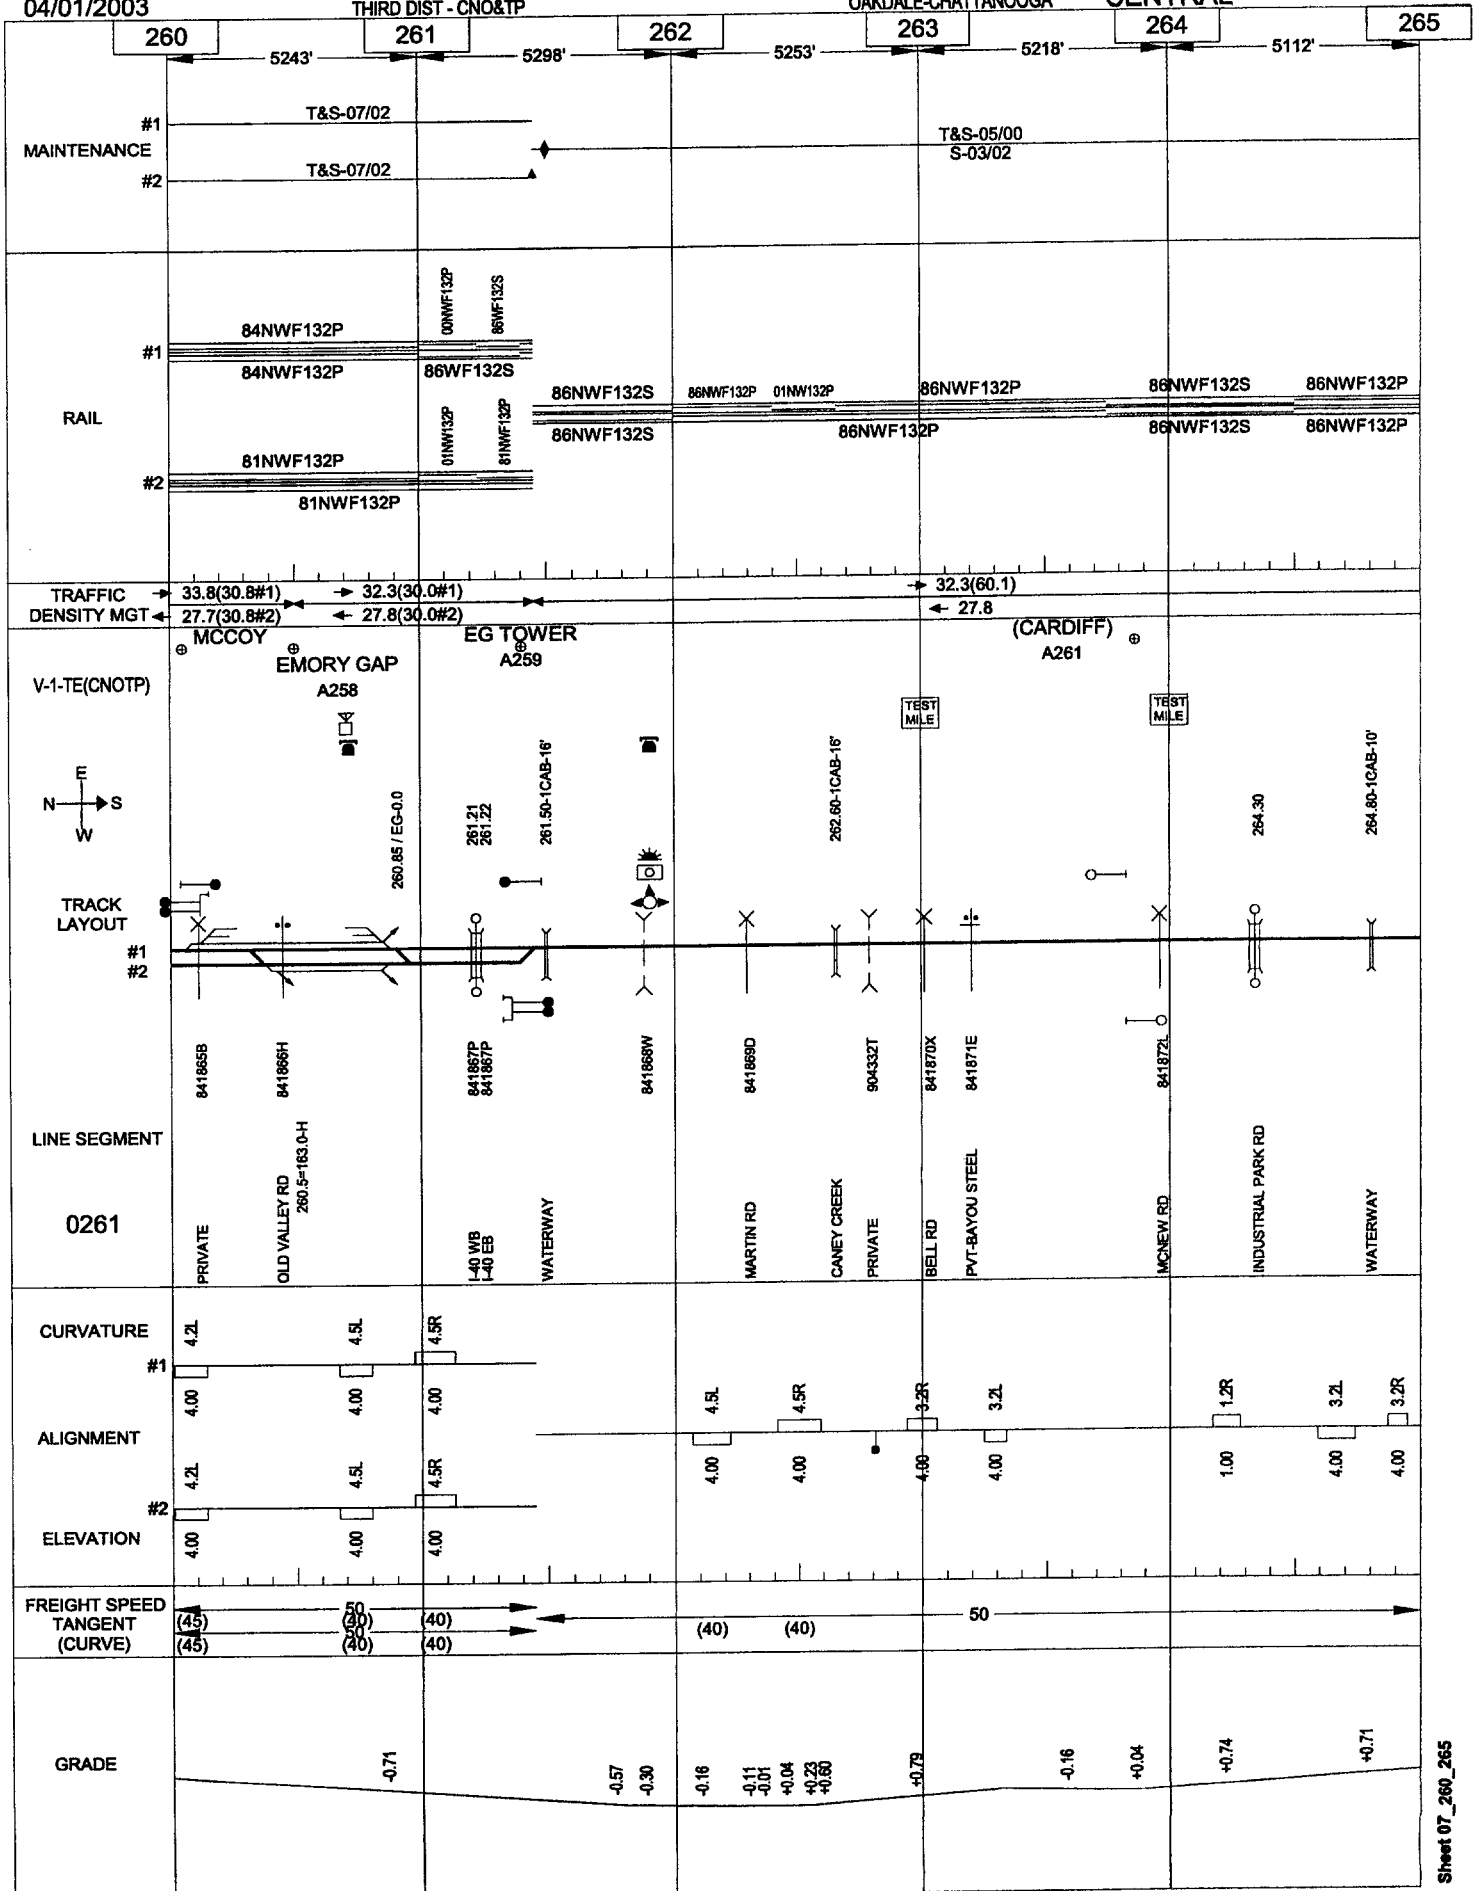 04/01/2003 THIRD DIST - CNO&TP OAKDALE-CHATTANOOGA CENTRAL
260 261 262 263 264 265
5243' 5298' 5253' 5218' 5112'
MAINTENANCE
#1 T&S-07/02
T&S-05/00
S-03/02
#2 T&S-07/02
RAIL
00NWF132P 86WF132S
84NWF132P
#1
84NWF132P 86WF132S
86NWF132S 86NWF132P 01NW132P 86NWF132P 86NWF132S 86NWF132P
86NWF132S 86NWF132P 86NWF132S 86NWF132P
01NW132P 81NWF132P
81NWF132P
#2
81NWF132P
TRAFFIC 33.8(30.8#1) 32.3(30.0#1) 32.3(60.1)
DENSITY MGT 27.7(30.8#2) 27.8(30.0#2) 27.8
MCCOY EG TOWER (CARDIFF)
EMORY GAP A259 A261
A258
V-1-TE(CNOTP)
TEST MILE
TEST MILE
E
N S
W
260.85 / EG-0.0
261.21
261.22
261.50-1CAB-16'
262.60-1CAB-16'
264.30
264.80-1CAB-10'
TRACK
LAYOUT
#1
#2
841865B
841866H
841867P
841867P
841868W
841869D
904332T
841870X
841871E
841872L
LINE SEGMENT
0261
PRIVATE
OLD VALLEY RD
260.5=163.0-H
I-40 WB
I-40 EB
WATERWAY
MARTIN RD
CANEY CREEK
PRIVATE
BELL RD
PVT-BAYOU STEEL
MCNEW RD
INDUSTRIAL PARK RD
WATERWAY
CURVATURE
4.2L 4.5L 4.5R
#1
4.00 4.00 4.00
4.5L 4.5R 3.2R 3.2L 1.2R 3.2L 3.2R
ALIGNMENT
4.00 4.00 4.00 4.00 1.00 4.00 4.00
4.2L 4.5L 4.5R
#2
ELEVATION
4.00 4.00 4.00
FREIGHT SPEED 50 50
TANGENT (45) (40) (40) (40) (40)
50
(CURVE) (45) (40) (40)
GRADE
-0.71 -0.57 -0.30 -0.16 -0.11 -0.01 +0.04 +0.23 +0.60 +0.79 -0.16 +0.04 +0.74 +0.71
Sheet 07_260_265